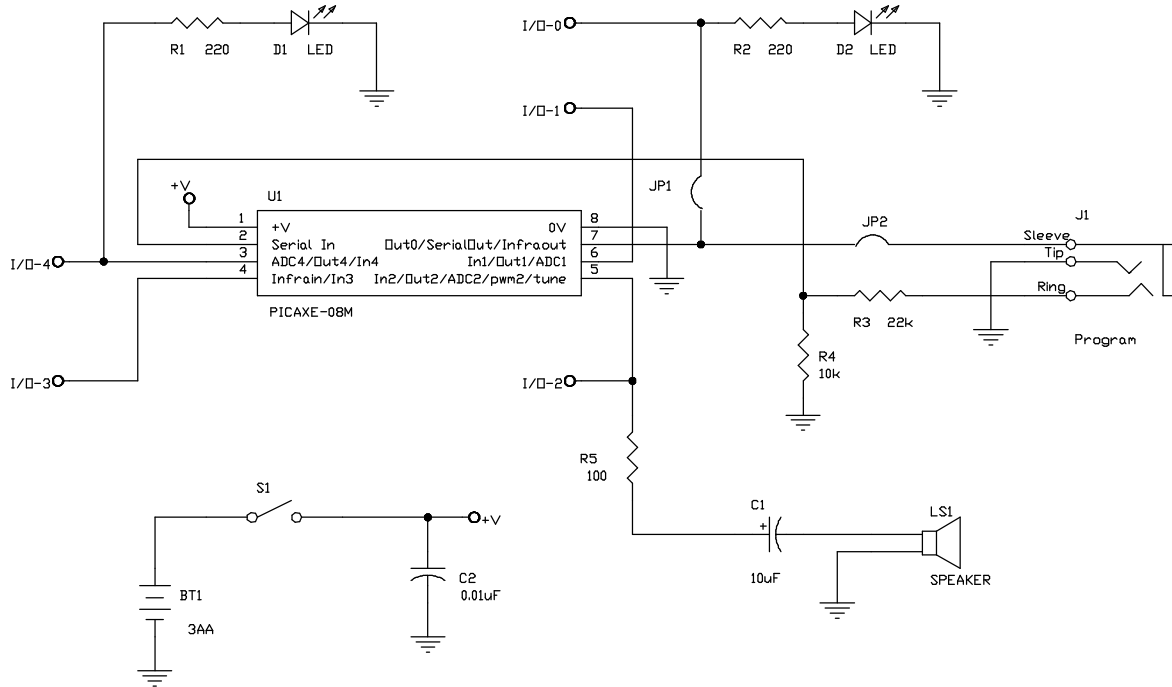 R1 220 D1 LED
I/O-0
R2 220 D2 LED
I/O-1
JP1
+V
U1
1 +V
2 Serial In
3 ADC4/Out4/In4
4 Infrain/In3
0V 8
Out0/SerialOut/Infraout 7
In1/Out1/ADC1 6
In2/Out2/ADC2/pwm2/tune 5
PICAXE-08M
I/O-4
I/O-3
JP2
J1
Sleeve
Tip
Ring
Program
R3 22k
R4
10k
I/O-2
R5
100
S1
+V
C2
0.01uF
BT1
3AA
C1
+
10uF
LS1
SPEAKER